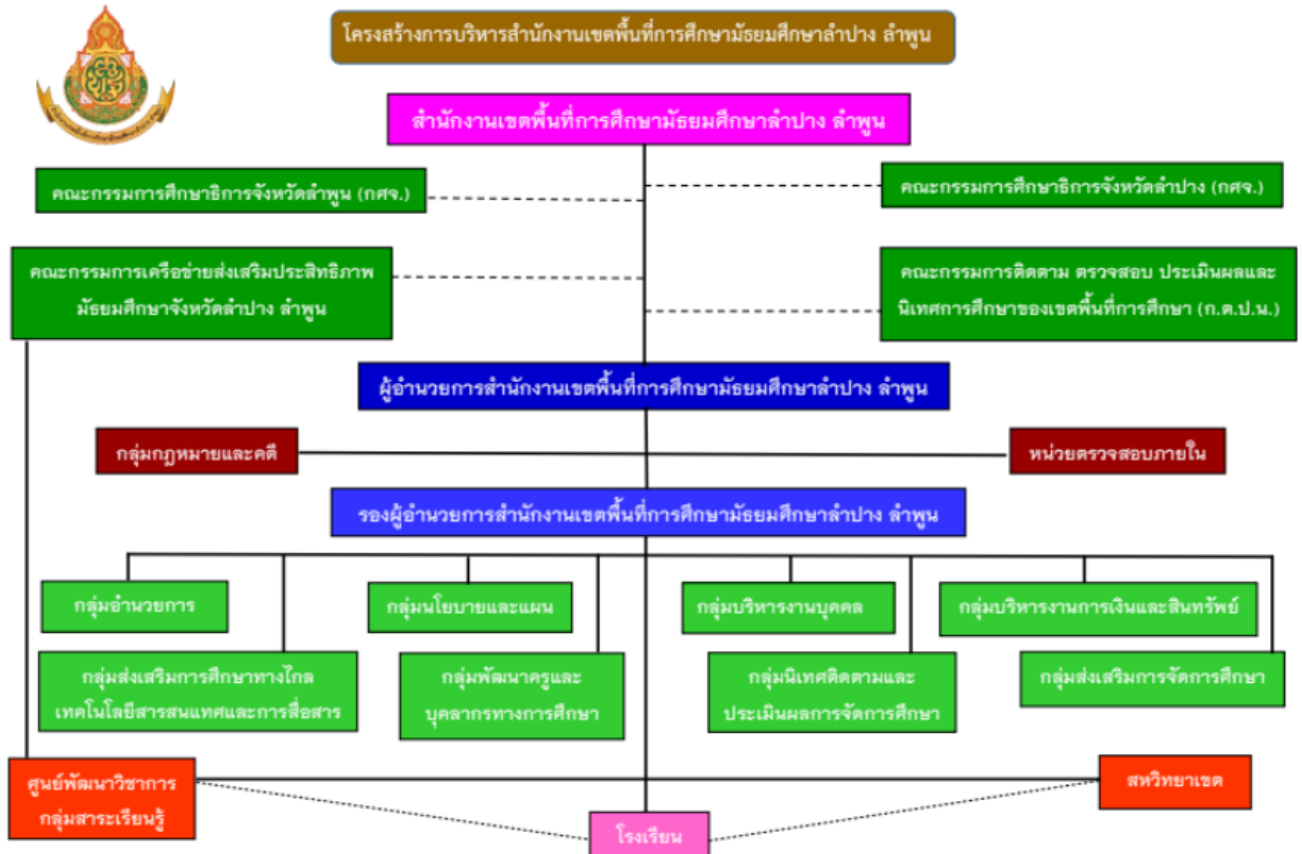 โครงสร้างการบริหารสำนักงานเขตพื้นที่การศึกษามัธยมศึกษาลำปาง ลำพูน
สำนักงานเขตพื้นที่การศึกษามัธยมศึกษาลำปาง ลำพูน
คณะกรรมการศึกษาธิการจังหวัดลำพูน (กศจ.)
คณะกรรมการศึกษาธิการจังหวัดลำปาง (กศจ.)
คณะกรรมการเครือข่ายส่งเสริมประสิทธิภาพ
มัธยมศึกษาจังหวัดลำปาง ลำพูน
คณะกรรมการติดตาม ตรวจสอบ ประเมินผลและ
นิเทศการศึกษาของเขตพื้นที่การศึกษา (ก.ต.ป.น.)
ผู้อำนวยการสำนักงานเขตพื้นที่การศึกษามัธยมศึกษาลำปาง ลำพูน
กลุ่มกฎหมายและคดี
หน่วยตรวจสอบภายใน
รองผู้อำนวยการสำนักงานเขตพื้นที่การศึกษามัธยมศึกษาลำปาง ลำพูน
กลุ่มอำนวยการ
กลุ่มนโยบายและแผน
กลุ่มบริหารงานบุคคล
กลุ่มบริหารงานการเงินและสินทรัพย์
กลุ่มส่งเสริมการศึกษาทางไกล
เทคโนโลยีสารสนเทศและการสื่อสาร
กลุ่มพัฒนาครูและ
บุคลากรทางการศึกษา
กลุ่มนิเทศติดตามและ
ประเมินผลการจัดการศึกษา
กลุ่มส่งเสริมการจัดการศึกษา
ศูนย์พัฒนาวิชาการ
กลุ่มสาระเรียนรู้
สหวิทยาเขต
โรงเรียน